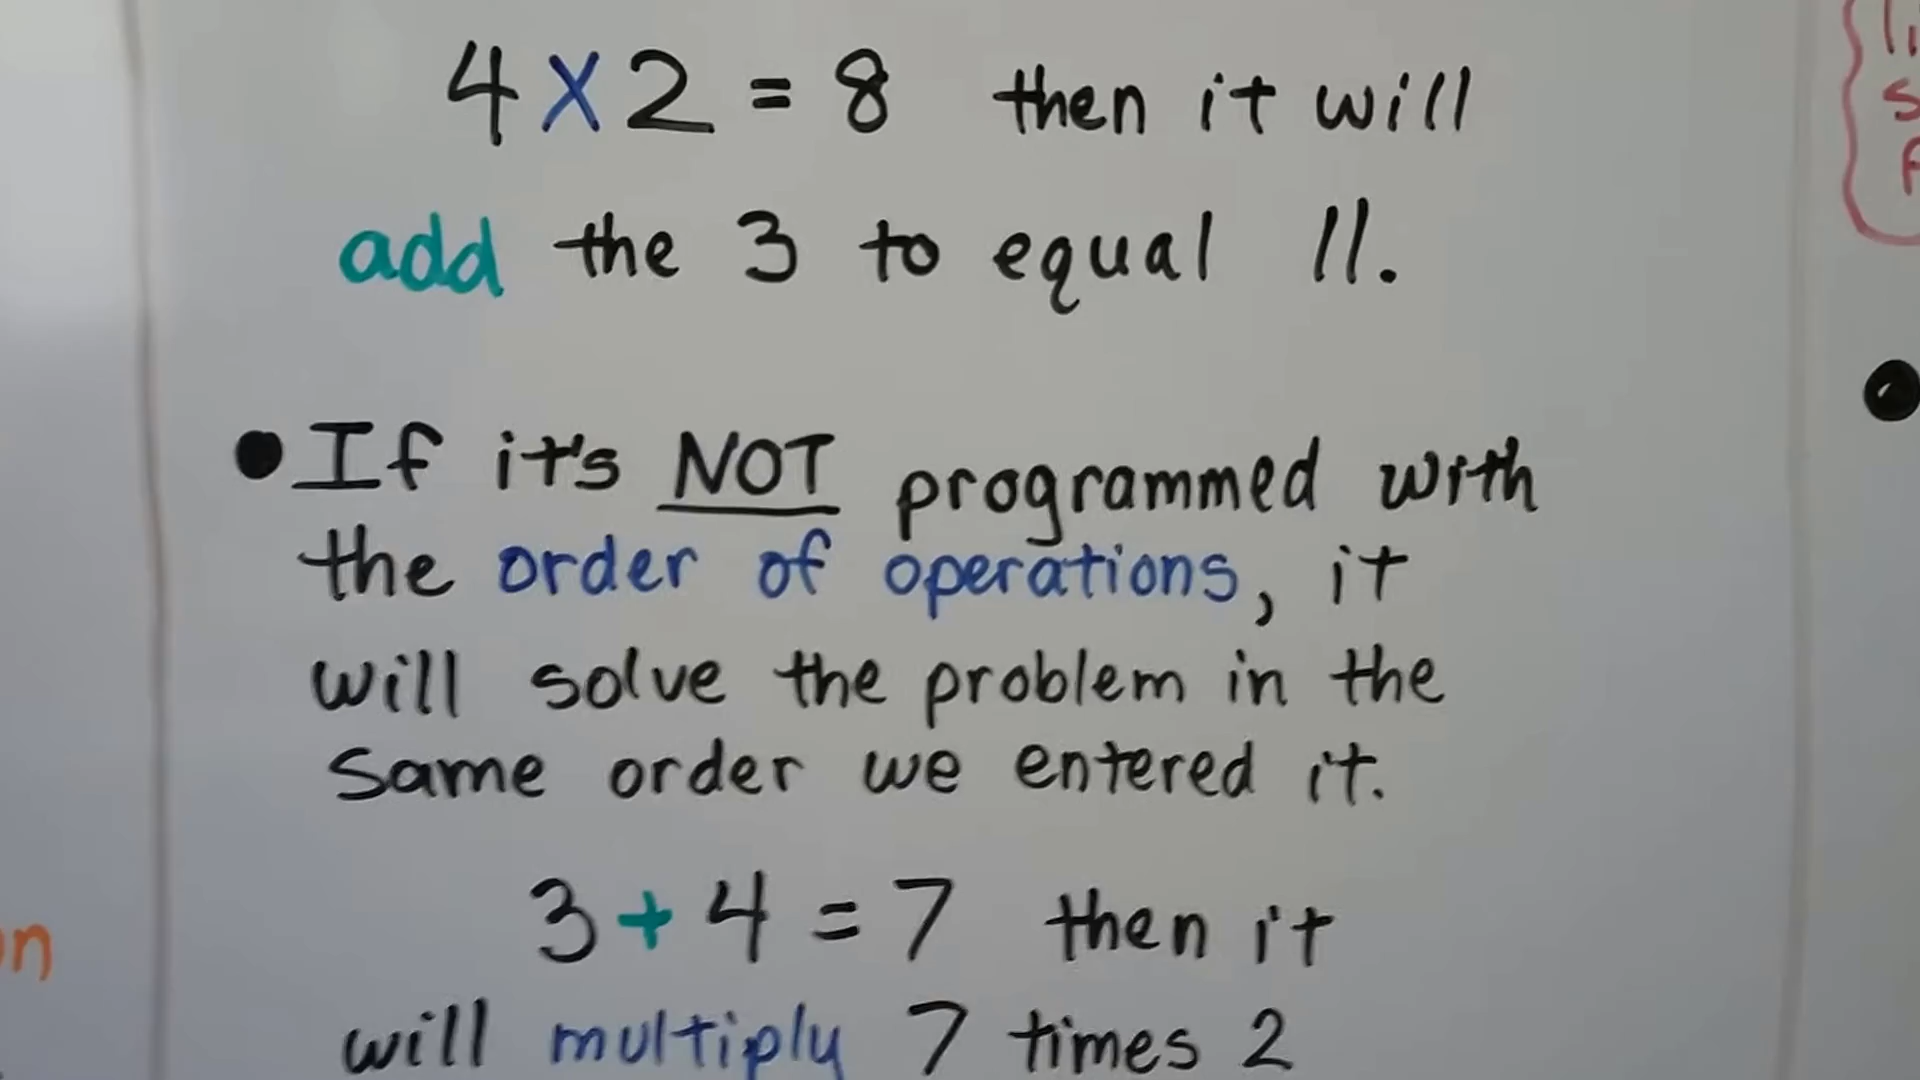 4 x 2 = 8 then it will
add the 3 to equal 11.
• If it's NOT programmed with
the order of operations, it
will solve the problem in the
same order we entered it.
3 + 4 = 7 then it
will multiply 7 times 2
on